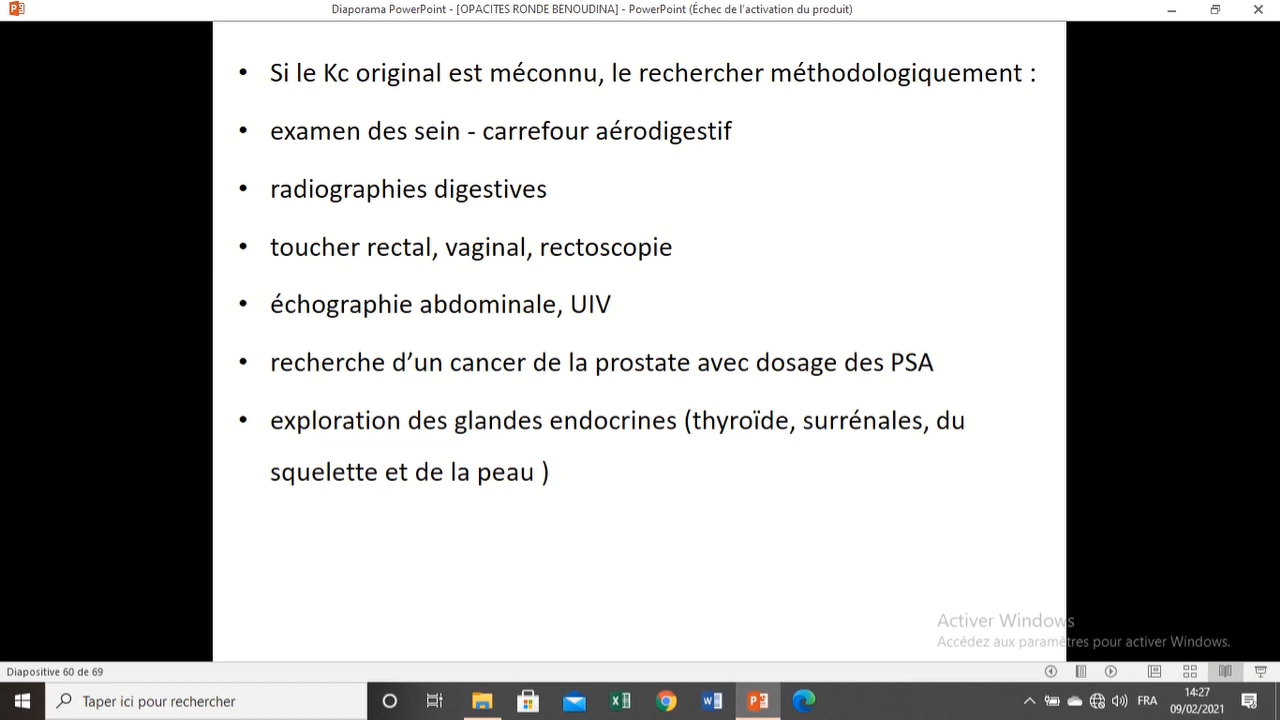 Diaporama PowerPoint - [OPACITES RONDE BENOUDINA] - PowerPoint (Échec de l'activation du produit)
• Si le Kc original est méconnu, le rechercher méthodologiquement :
• examen des sein - carrefour aérodigestif
• radiographies digestives
• toucher rectal, vaginal, rectoscopie
• échographie abdominale, UIV
• recherche d’un cancer de la prostate avec dosage des PSA
• exploration des glandes endocrines (thyroïde, surrénales, du
squelette et de la peau )
Activer Windows
Accédez aux paramètres pour activer Windows.
Diapositive 60 de 69
Taper ici pour rechercher
FRA
14:27
09/02/2021